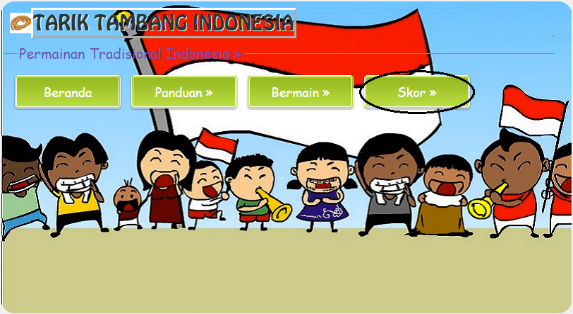 TARIK TAMBANG INDONESIA
Permainan Tradisional Indonesia »
Beranda Panduan » Bermain » Skor »